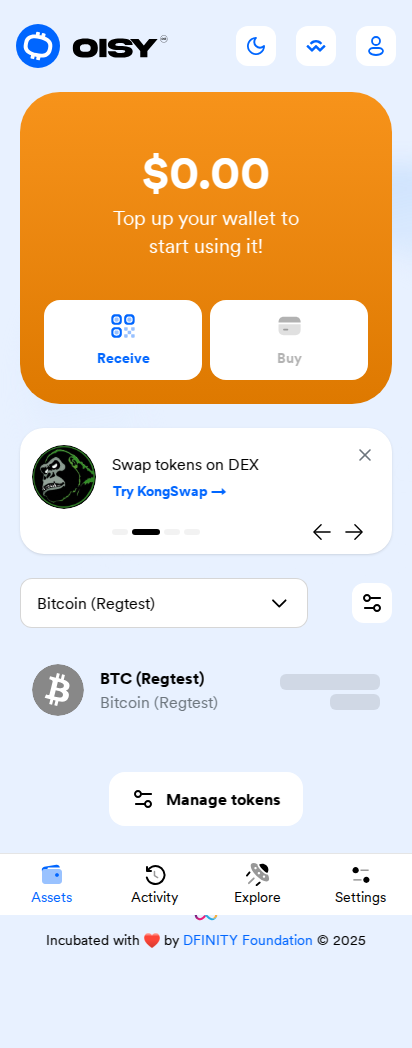 OISY
$0.00
Top up your wallet to
start using it!
Receive
Buy
Swap tokens on DEX
Try KongSwap →
Bitcoin (Regtest)
BTC (Regtest)
Bitcoin (Regtest)
Manage tokens
Assets
Activity
Explore
Settings
Incubated with ❤️ by DFINITY Foundation © 2025